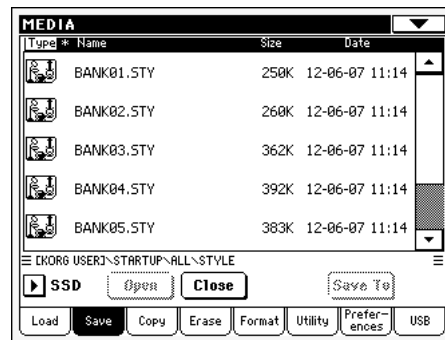 MEDIA
Type * Name Size Date
BANK01.STY 250K 12-06-07 11:14
BANK02.STY 260K 12-06-07 11:14
BANK03.STY 362K 12-06-07 11:14
BANK04.STY 392K 12-06-07 11:14
BANK05.STY 383K 12-06-07 11:14
[KORG USER]\STARTUP\ALL\STYLE
SSD Open Close Save To
Load Save Copy Erase Format Utility Prefer-ences USB